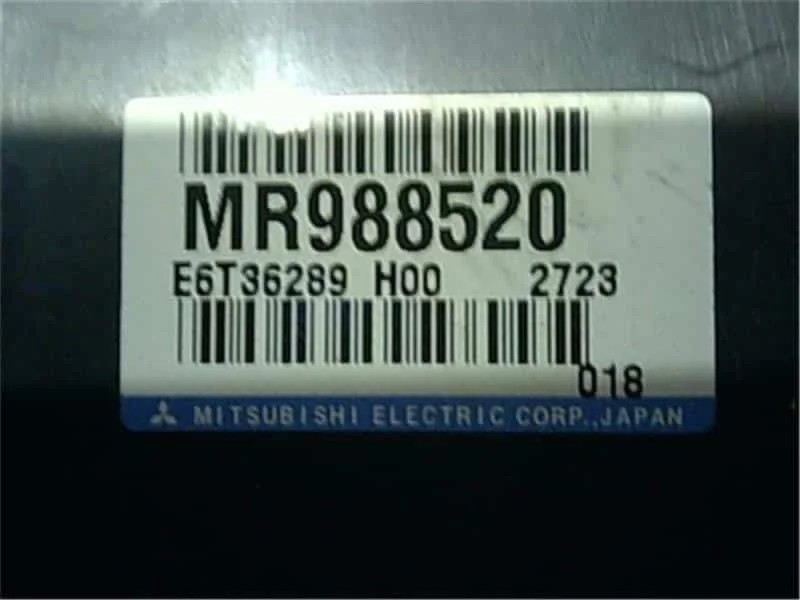 MR988520
E6T36289 H00 2723
018
MITSUBISHI ELECTRIC CORP.,JAPAN